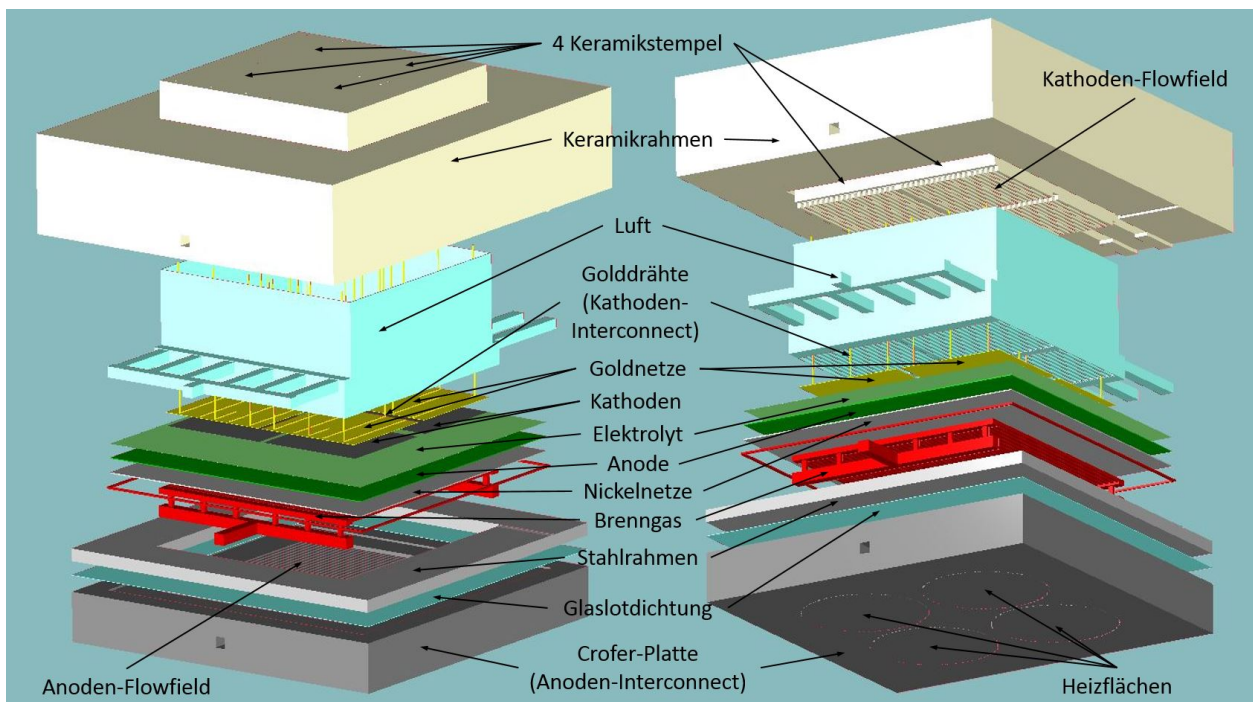 4 Keramikstempel
Kathoden-Flowfield
Keramikrahmen
Luft
Golddrähte
(Kathoden-
Interconnect)
Goldnetze
Kathoden
Elektrolyt
Anode
Nickelnetze
Brenngas
Stahlrahmen
Glaslotdichtung
Crofer-Platte
(Anoden-Interconnect)
Anoden-Flowfield
Heizflächen